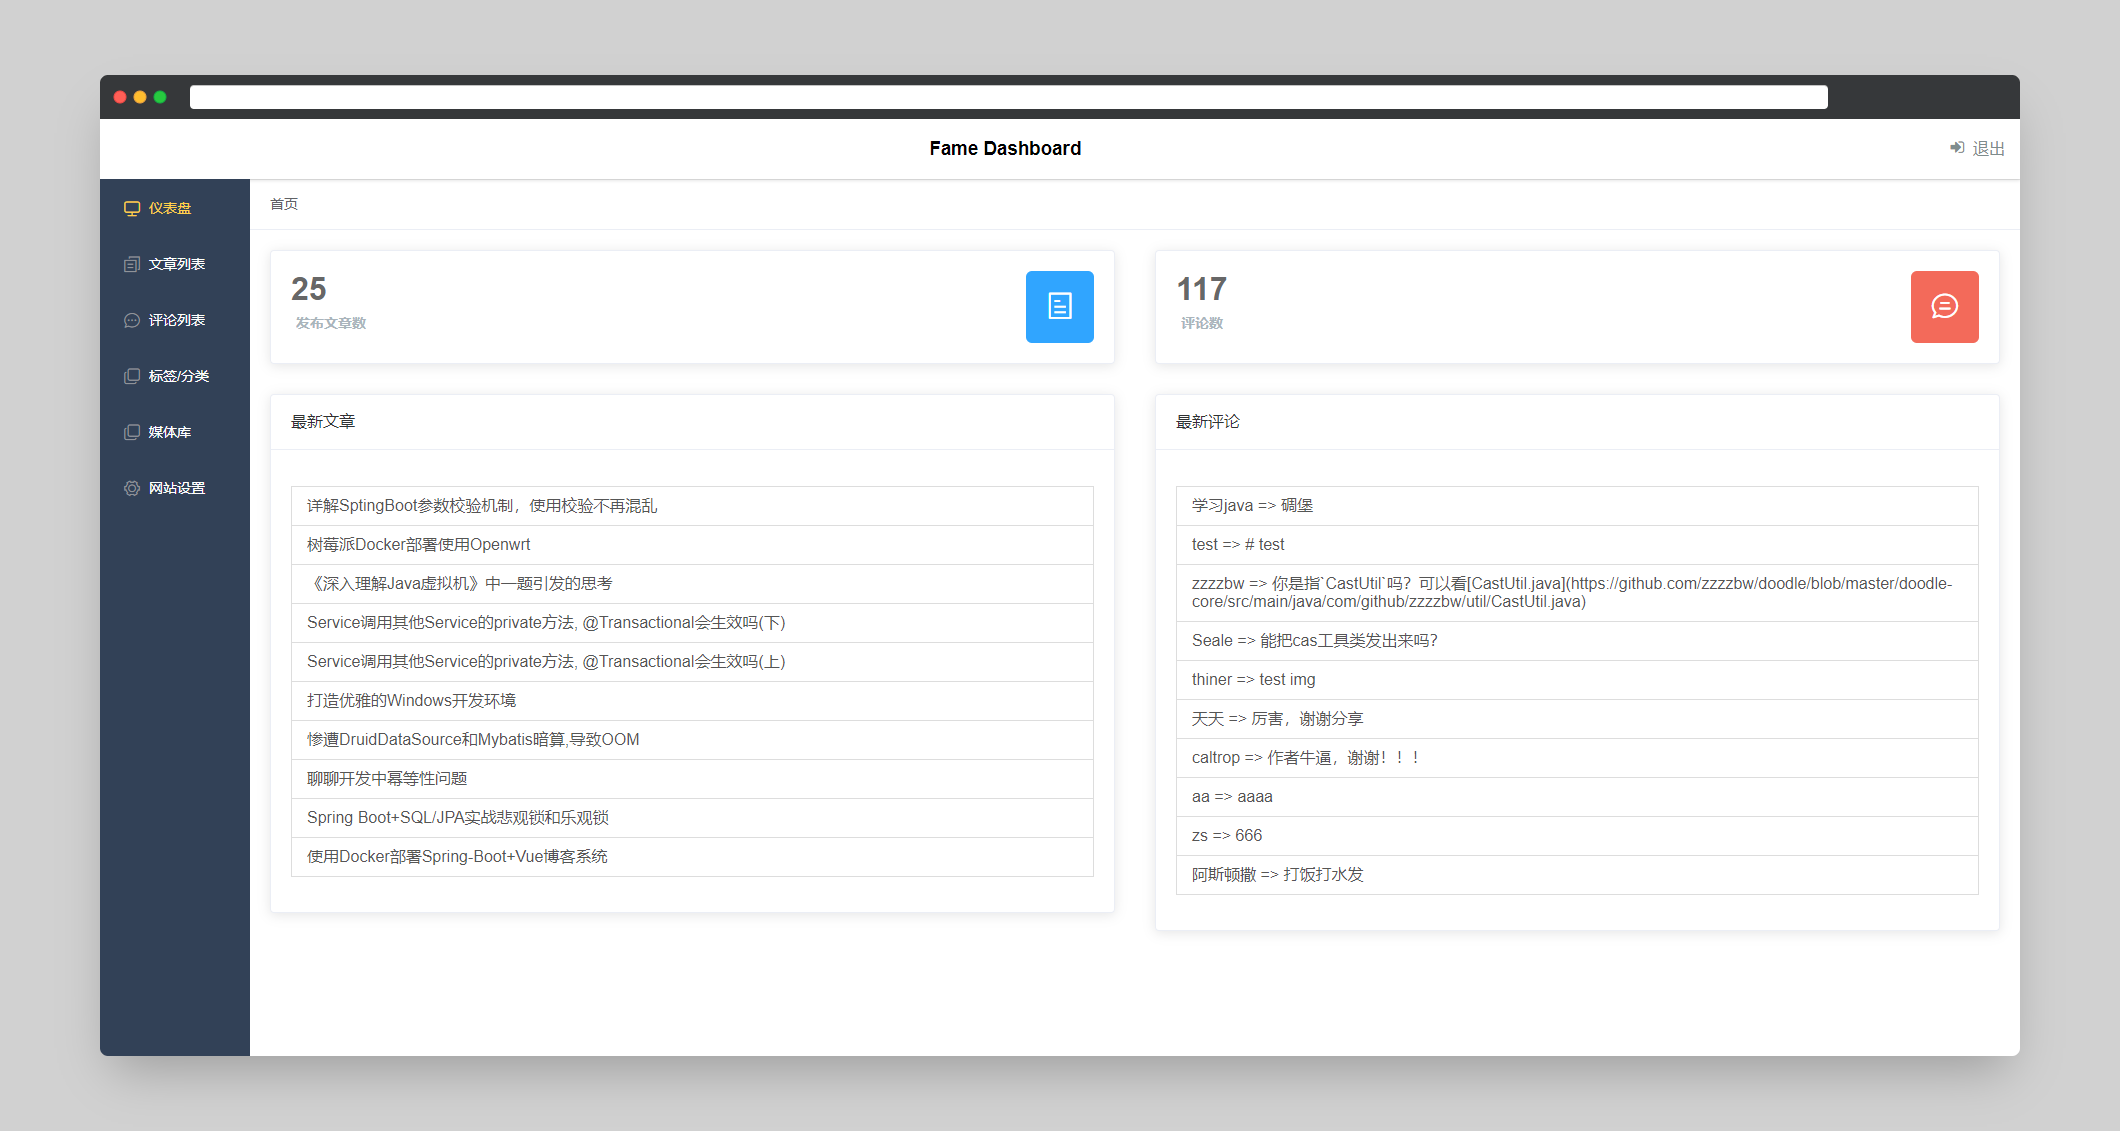 Fame Dashboard
退出
仪表盘
文章列表
评论列表
标签/分类
媒体库
网站设置
首页
25
发布文章数
117
评论数
最新文章
详解SptingBoot参数校验机制，使用校验不再混乱
树莓派Docker部署使用Openwrt
《深入理解Java虚拟机》中一题引发的思考
Service调用其他Service的private方法, @Transactional会生效吗(下)
Service调用其他Service的private方法, @Transactional会生效吗(上)
打造优雅的Windows开发环境
惨遭DruidDataSource和Mybatis暗算,导致OOM
聊聊开发中幂等性问题
Spring Boot+SQL/JPA实战悲观锁和乐观锁
使用Docker部署Spring-Boot+Vue博客系统
最新评论
学习java => 碉堡
test => # test
zzzzbw => 你是指`CastUtil`吗？可以看[CastUtil.java](https://github.com/zzzzbw/doodle/blob/master/doodle-
core/src/main/java/com/github/zzzzbw/util/CastUtil.java)
Seale => 能把cas工具类发出来吗?
thiner => test img
天天 => 厉害，谢谢分享
caltrop => 作者牛逼，谢谢！！！
aa => aaaa
zs => 666
阿斯顿撒 => 打饭打水发